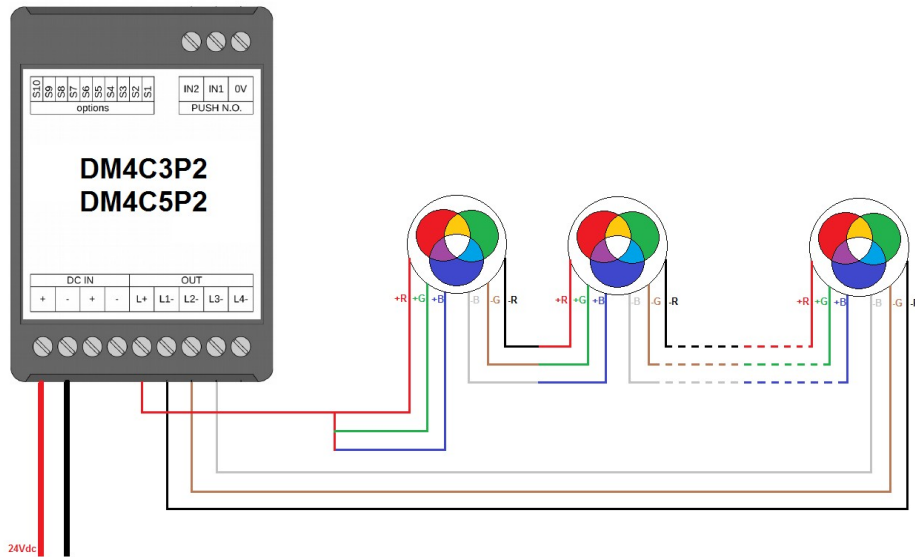 S10 S9 S8 S7 S6 S5 S4 S3 S2 S1
options
IN2 IN1 0V
PUSH N.O.
DM4C3P2
DM4C5P2
DC IN OUT
+ - + - L+ L1- L2- L3- L4-
+R +G +B -B -G -R +R +G +B -B -G -R +R +G +B -B -G
24Vdc